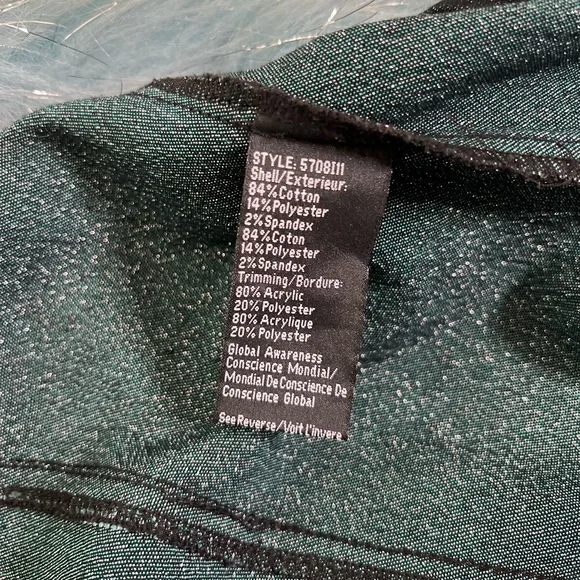 STYLE: 5708I11
Shell/Exterieur:
84%Cotton
14%Polyester
2%Spandex
84%Coton
14%Polyester
2%Spandex
Trimming/Bordure:
80% Acrylic
20% Polyester
80% Acrylique
20% Polyester
Global Awareness
Conscience Mondial/
Mondial De Conscience De
Conscience Global
See Reverse/Voit l'invere